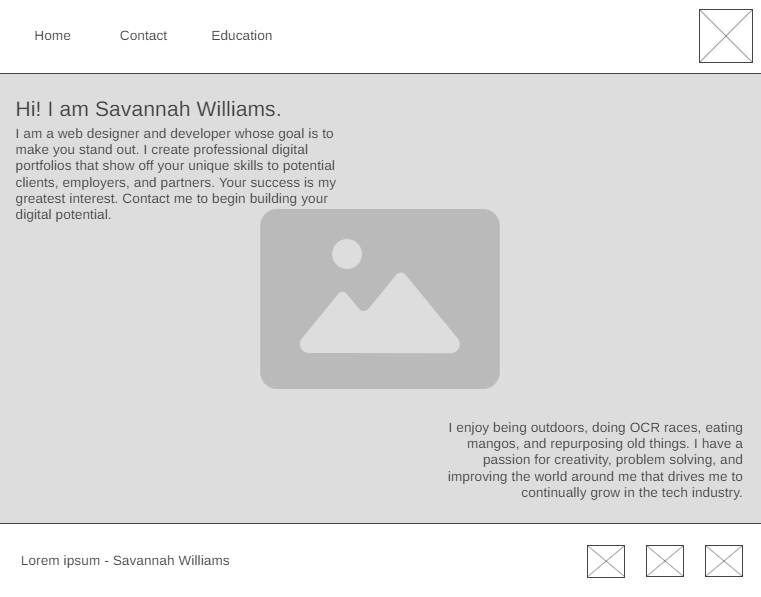 Home Contact Education
Hi! I am Savannah Williams.
I am a web designer and developer whose goal is to
make you stand out. I create professional digital
portfolios that show off your unique skills to potential
clients, employers, and partners. Your success is my
greatest interest. Contact me to begin building your
digital potential.
I enjoy being outdoors, doing OCR races, eating
mangos, and repurposing old things. I have a
passion for creativity, problem solving, and
improving the world around me that drives me to
continually grow in the tech industry.
Lorem ipsum - Savannah Williams